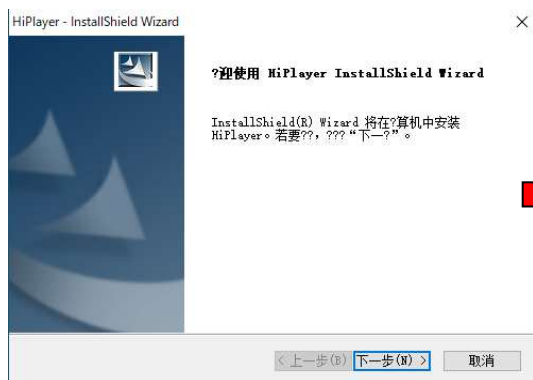 HiPlayer - InstallShield Wizard
?迎使用 HiPlayer InstallShield Wizard
InstallShield(R) Wizard 将在?算机中安装
HiPlayer。若要??，???“下一?”。
< 上一步(B) 下一步(N) > 取消